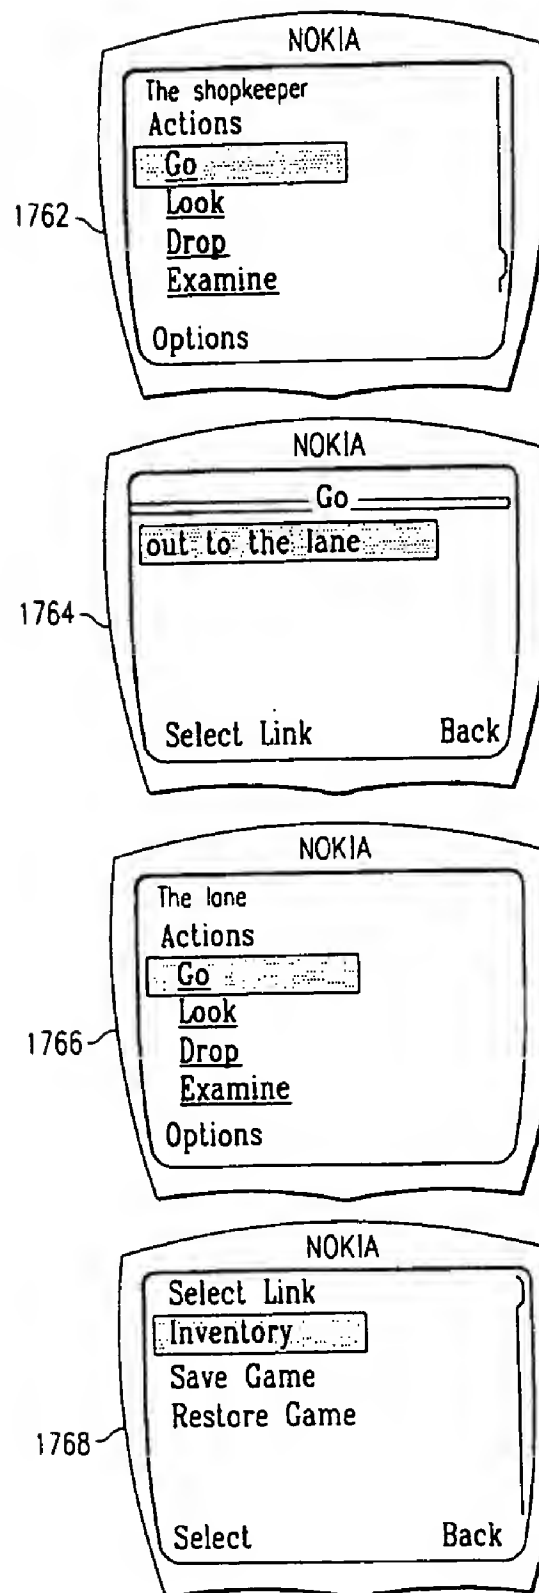 NOKIA
The shopkeeper
Actions
Go
Look
Drop
Examine
Options
1762
NOKIA
Go
out to the lane
Select Link Back
1764
NOKIA
The lane
Actions
Go
Look
Drop
Examine
Options
1766
NOKIA
Select Link
Inventory
Save Game
Restore Game
Select Back
1768